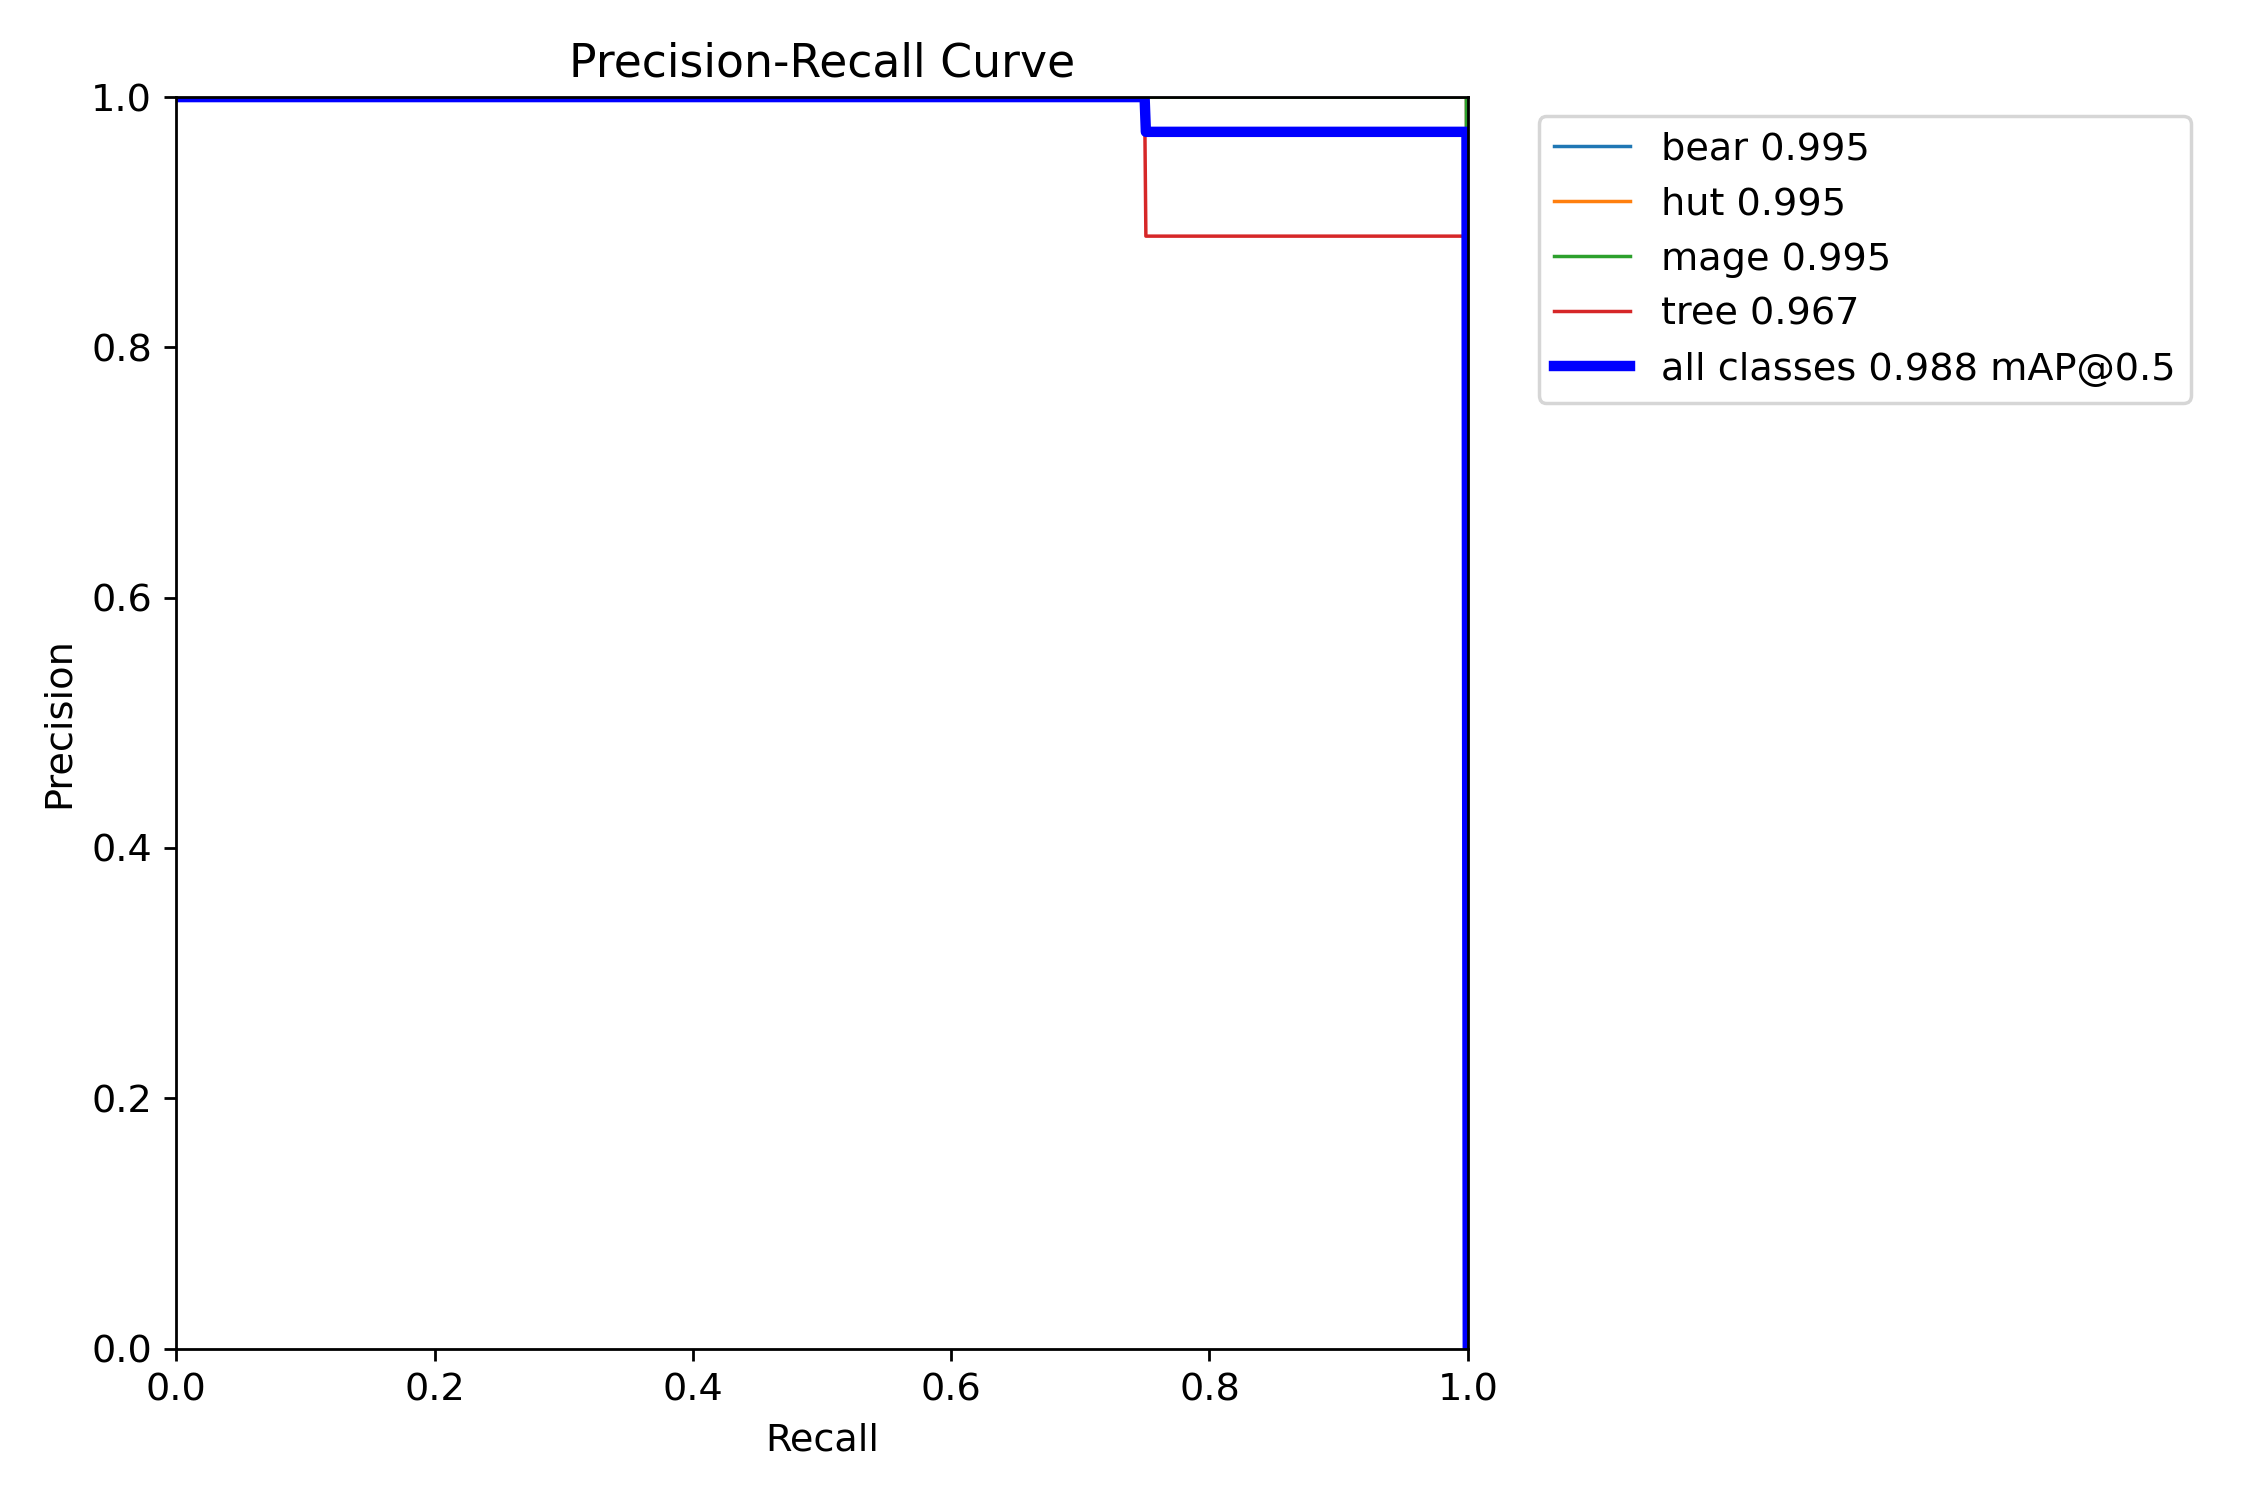 Precision-Recall Curve
1.0
0.8
0.6
0.4
0.2
0.0
Precision
0.0 0.2 0.4 0.6 0.8 1.0
Recall
bear 0.995
hut 0.995
mage 0.995
tree 0.967
all classes 0.988 mAP@0.5